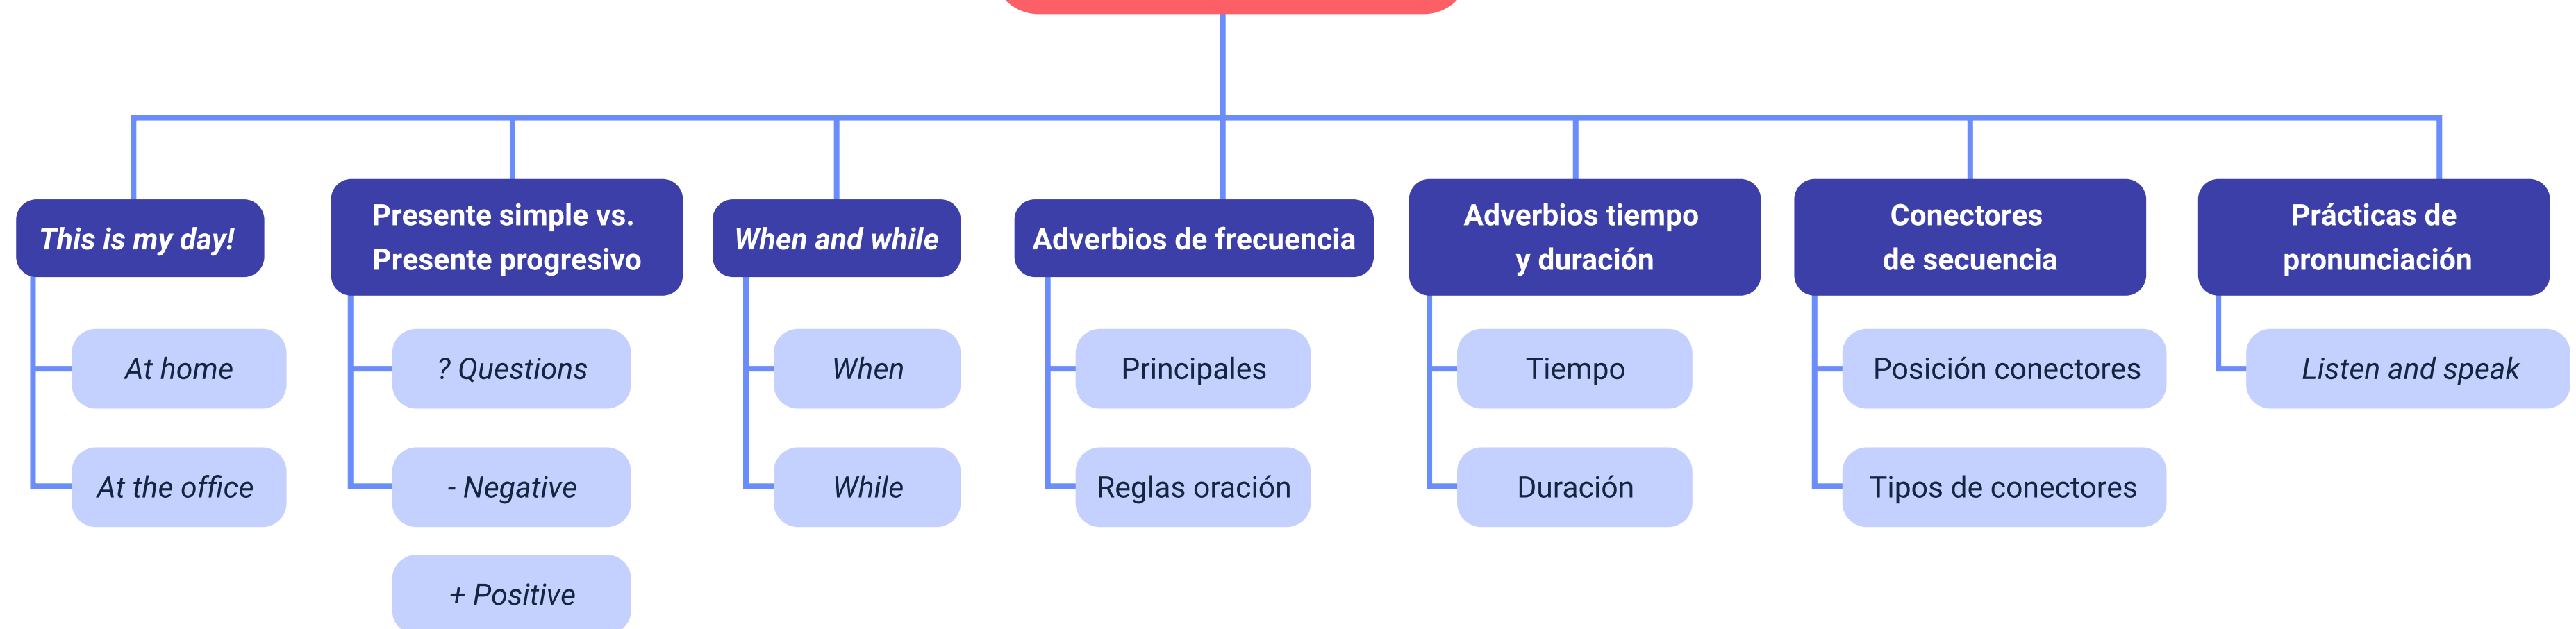 This is my day!
At home
At the office
Presente simple vs.
Presente progresivo
? Questions
- Negative
+ Positive
When and while
When
While
Adverbios de frecuencia
Principales
Reglas oración
Adverbios tiempo
y duración
Tiempo
Duración
Conectores
de secuencia
Posición conectores
Tipos de conectores
Prácticas de
pronunciación
Listen and speak